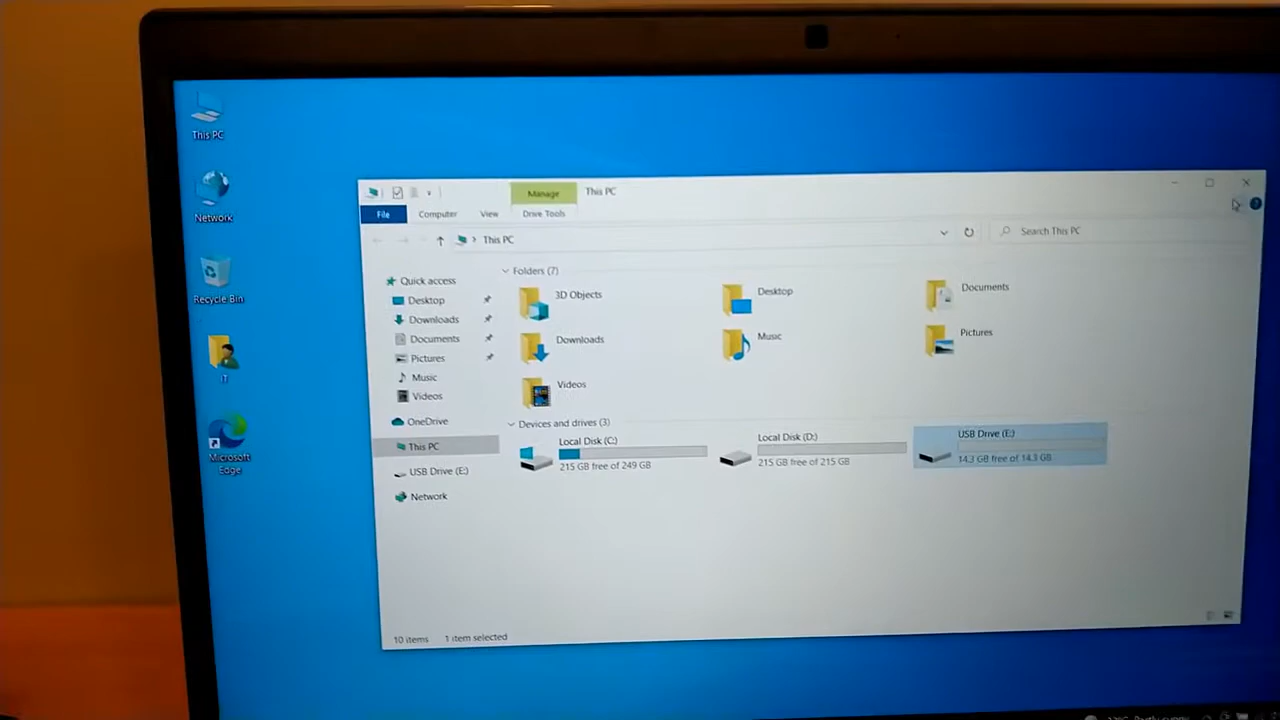 This PC
Network
Recycle Bin
IT
Microsoft
Edge
Manage
This PC
File
Computer
View
Drive Tools
This PC
Search This PC
Quick access
Desktop
Downloads
Documents
Pictures
Music
Videos
OneDrive
This PC
USB Drive (E:)
Network
Folders (7)
3D Objects
Desktop
Documents
Downloads
Music
Pictures
Videos
Devices and drives (3)
Local Disk (C:)
215 GB free of 249 GB
Local Disk (D:)
215 GB free of 215 GB
USB Drive (E:)
14.3 GB free of 14.3 GB
10 items
1 item selected